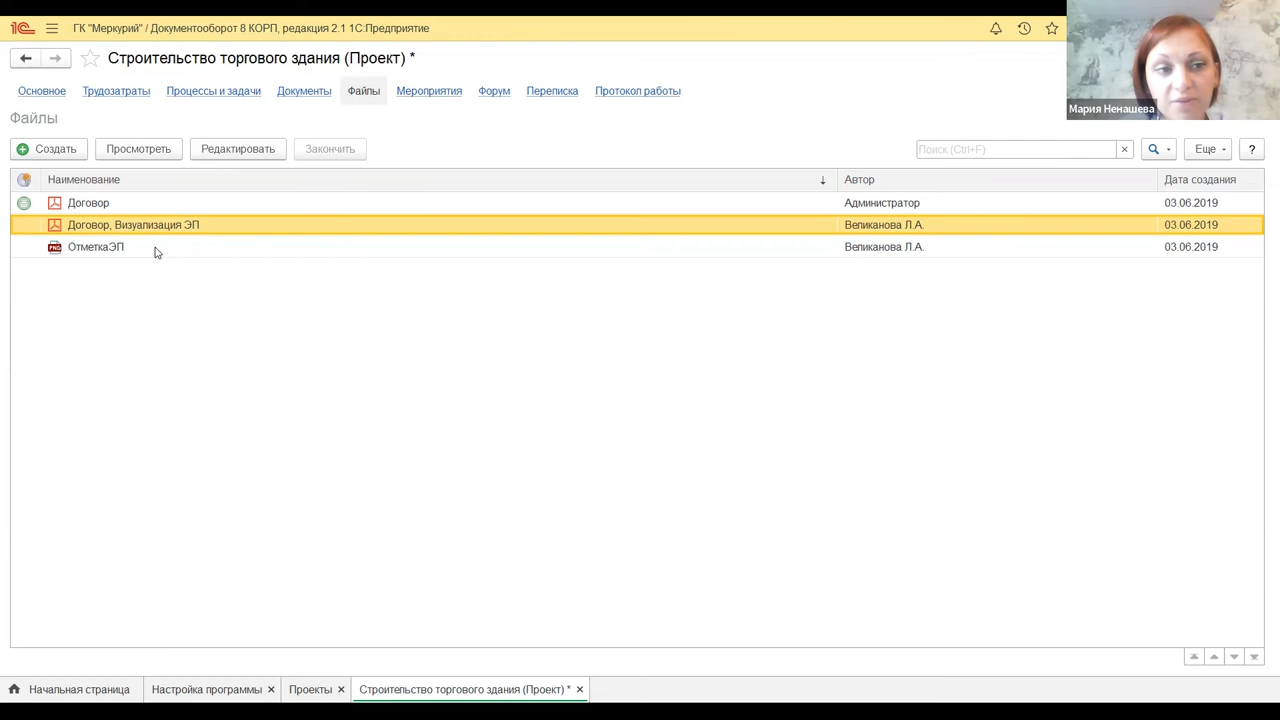 1С ГК "Меркурий" / Документооборот 8 КОРП, редакция 2.1 1С:Предприятие
Строительство торгового здания (Проект) *
Основное Трудозатраты Процессы и задачи Документы Файлы Мероприятия Форум Переписка Протокол работы
Мария Ненашева
Файлы
Создать Просмотреть Редактировать Закончить Поиск (Ctrl+F) × Еще ?
Наименование ↓ Автор Дата создания
Договор Администратор 03.06.2019
Договор, Визуализация ЭП Великанова Л.А. 03.06.2019
PNG ОтметкаЭП Великанова Л.А. 03.06.2019
Начальная страница Настройка программы × Проекты × Строительство торгового здания (Проект) * ×